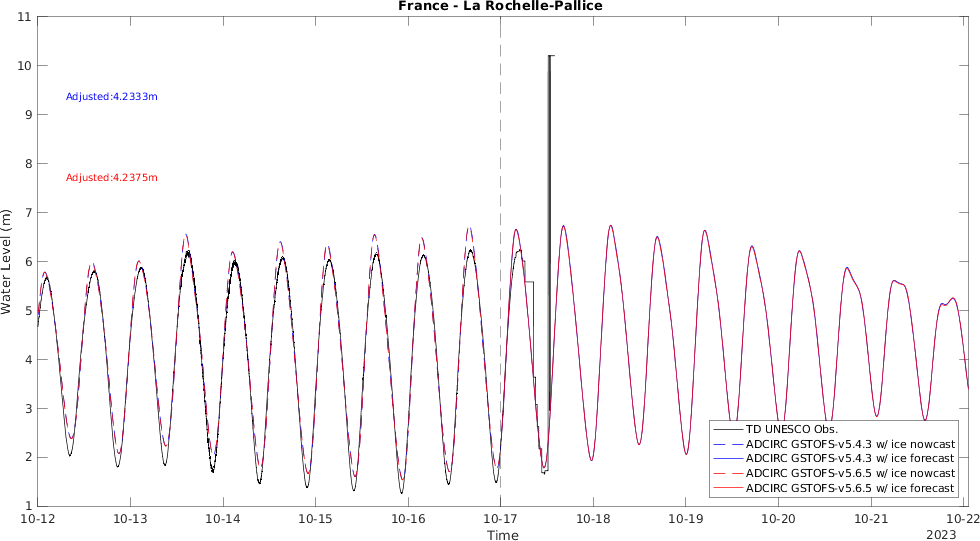 France - La Rochelle-Pallice
11
10
9
8
7
6
5
4
3
2
1
Water Level (m)
Adjusted:4.2333m
Adjusted:4.2375m
TD UNESCO Obs.
ADCIRC GSTOFS-v5.4.3 w/ ice nowcast
ADCIRC GSTOFS-v5.4.3 w/ ice forecast
ADCIRC GSTOFS-v5.6.5 w/ ice nowcast
ADCIRC GSTOFS-v5.6.5 w/ ice forecast
10-12 10-13 10-14 10-15 10-16 10-17 10-18 10-19 10-20 10-21 10-22
Time
2023